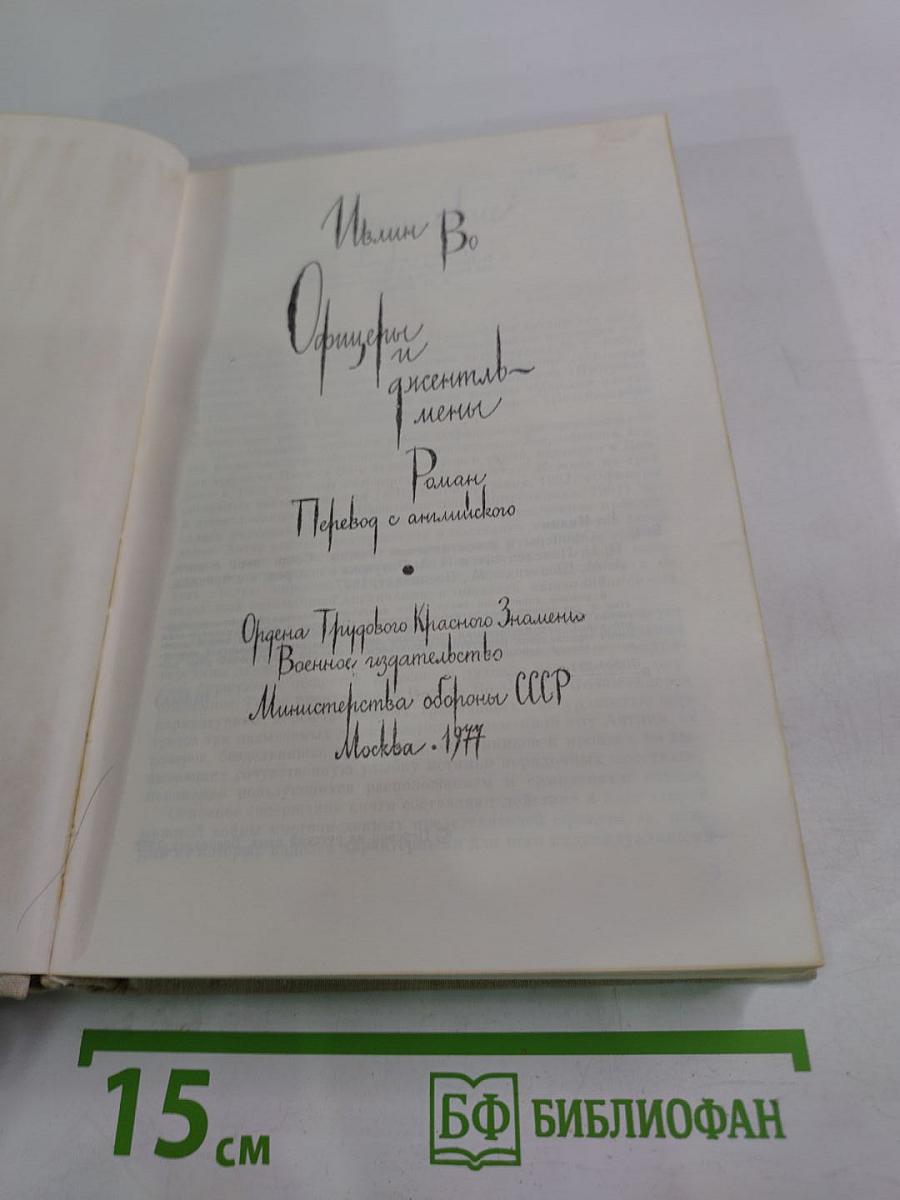 Ивлин Во
Офицеры
и
джентль-
мены
Роман
Перевод с английского
Ордена Трудового Красного Знамени
Военное издательство
Министерства обороны СССР
Москва · 1977
15 см
БФ БИБЛИОФАН